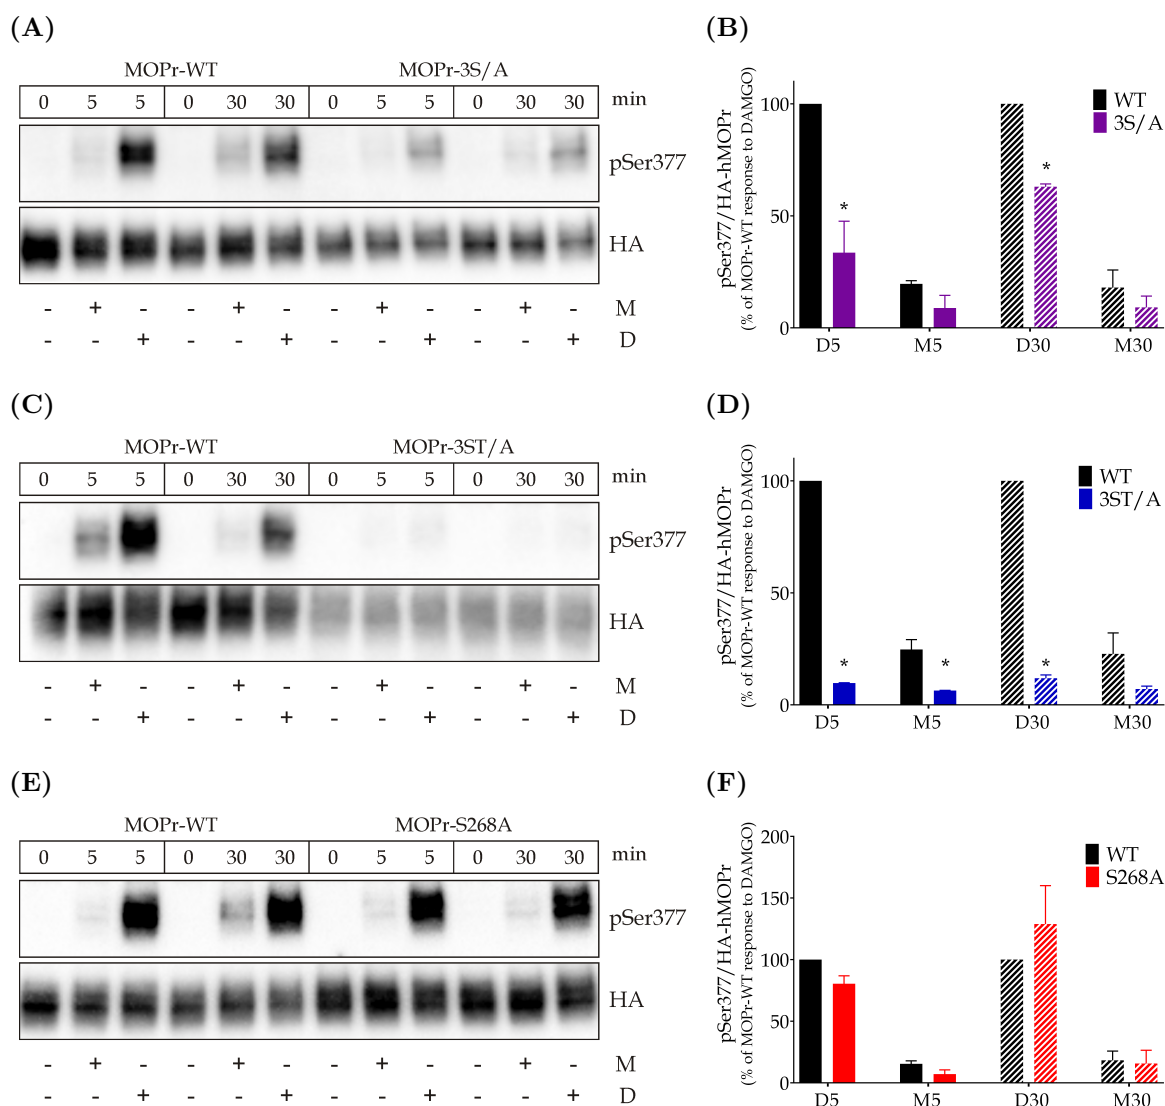 (A)
MOPr-WT MOPr-3S/A
0 5 5 0 30 30 0 5 5 0 30 30 min
pSer377
HA
- + - - + - - + - - + - M
- - + - - + - - + - - + D
(B)
pSer377/HA-hMOPr
(% of MOPr-WT response to DAMGO)
100
50
0
WT
3S/A
* *
D5 M5 D30 M30
(C)
MOPr-WT MOPr-3ST/A
0 5 5 0 30 30 0 5 5 0 30 30 min
pSer377
HA
- + - - + - - + - - + - M
- - + - - + - - + - - + D
(D)
pSer377/HA-hMOPr
(% of MOPr-WT response to DAMGO)
100
50
0
WT
3ST/A
* * *
D5 M5 D30 M30
(E)
MOPr-WT MOPr-S268A
0 5 5 0 30 30 0 5 5 0 30 30 min
pSer377
HA
- + - - + - - + - - + - M
- - + - - + - - + - - + D
(F)
pSer377/HA-hMOPr
(% of MOPr-WT response to DAMGO)
200
150
100
50
0
WT
S268A
D5 M5 D30 M30